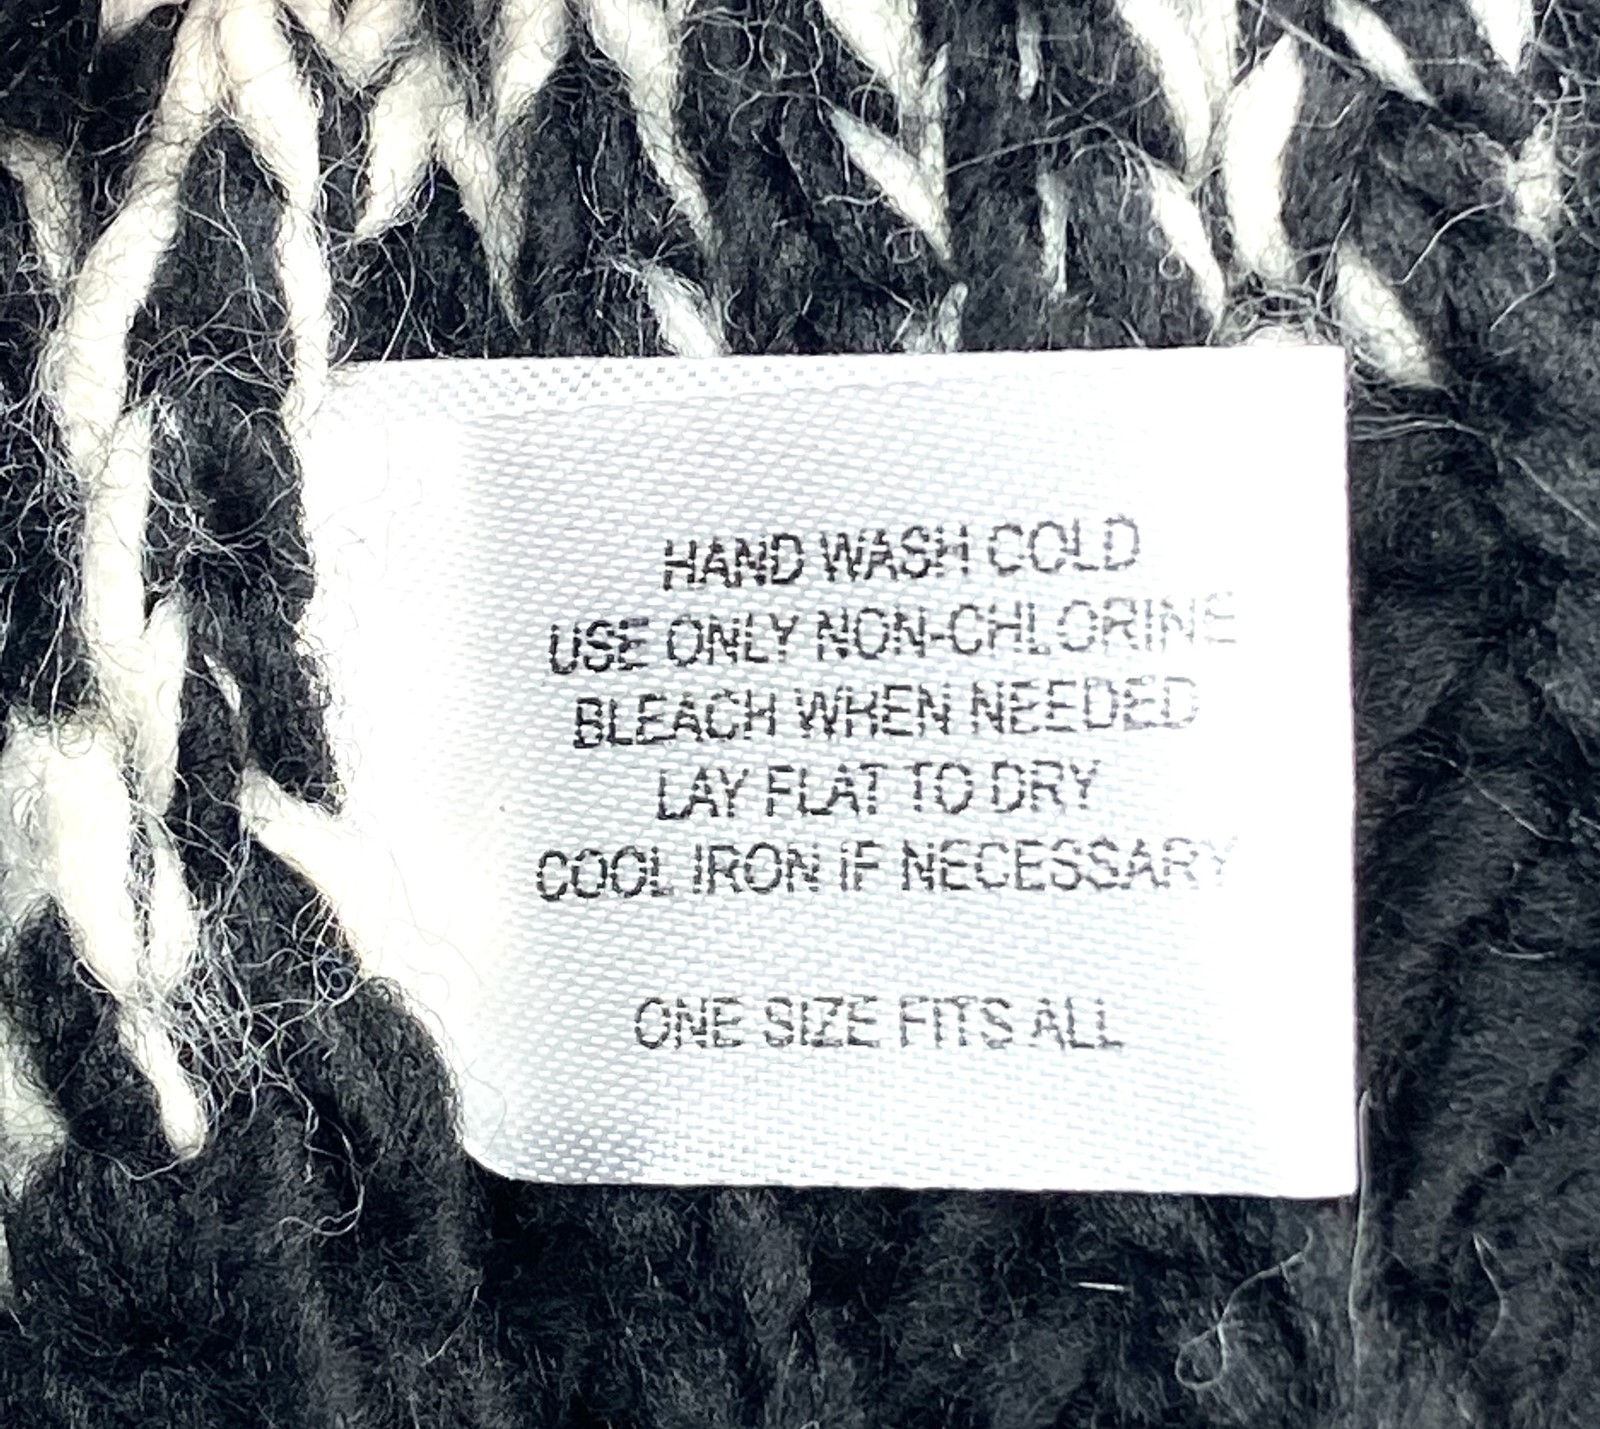 HAND WASH COLD
USE ONLY NON-CHLORINE
BLEACH WHEN NEEDED
LAY FLAT TO DRY
COOL IRON IF NECESSARY
ONE SIZE FITS ALL